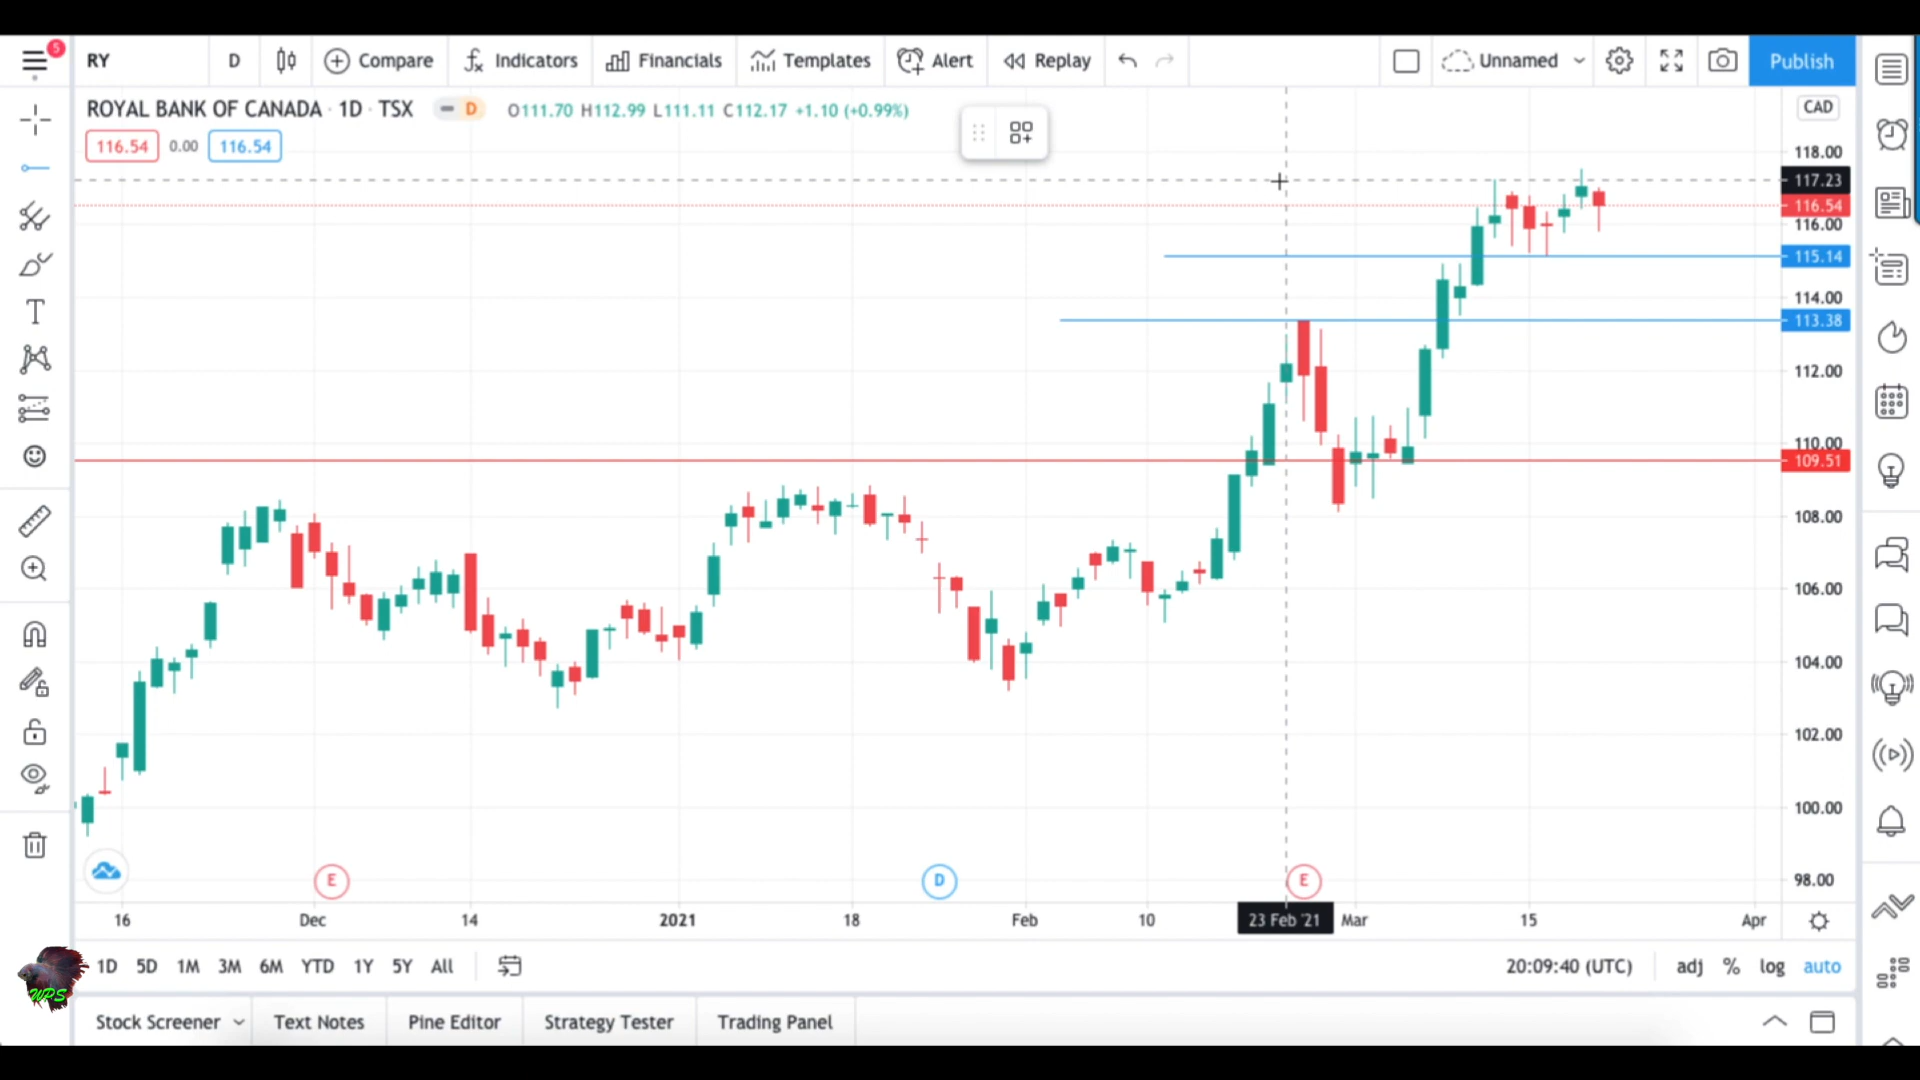 5
RY D Compare Indicators Financials Templates Alert Replay Unnamed Publish
ROYAL BANK OF CANADA · 1D · TSX D O111.70 H112.99 L111.11 C112.17 +1.10 (+0.99%) CAD
116.54 0.00 116.54
118.00
117.23
116.54
116.00
115.14
114.00
113.38
112.00
110.00
109.51
108.00
106.00
104.00
102.00
100.00
98.00
E D E
16 Dec 14 2021 18 Feb 10 23 Feb '21 Mar 15 Apr
1D 5D 1M 3M 6M YTD 1Y 5Y All 20:09:40 (UTC) adj % log auto
WPS
Stock Screener Text Notes Pine Editor Strategy Tester Trading Panel